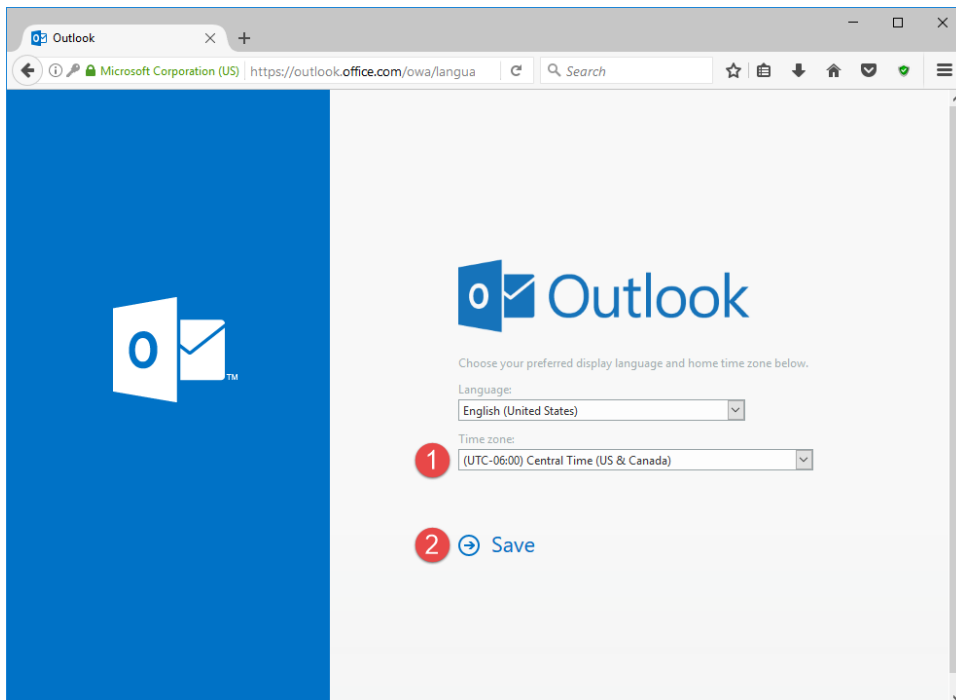 Outlook
Microsoft Corporation (US) https://outlook.office.com/owa/langua Search
Outlook
TM
Choose your preferred display language and home time zone below.
Language:
English (United States)
Time zone:
1 (UTC-06:00) Central Time (US & Canada)
2 Save